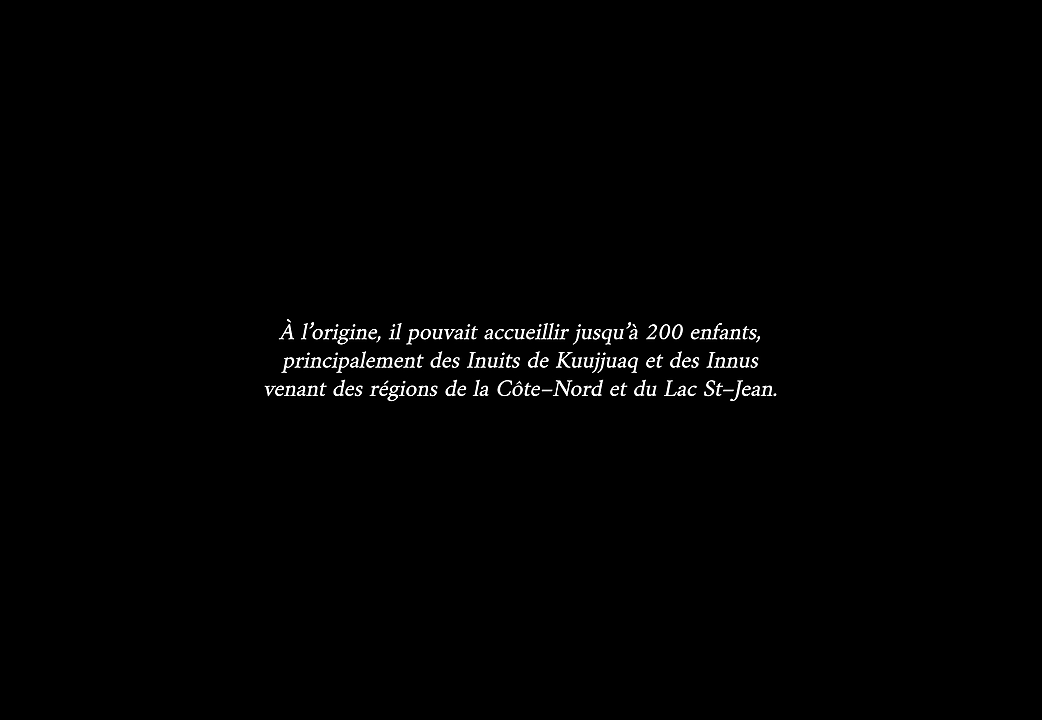 À l’origine, il pouvait accueillir jusqu’à 200 enfants,
principalement des Inuits de Kuujjuaq et des Innus
venant des régions de la Côte–Nord et du Lac St–Jean.